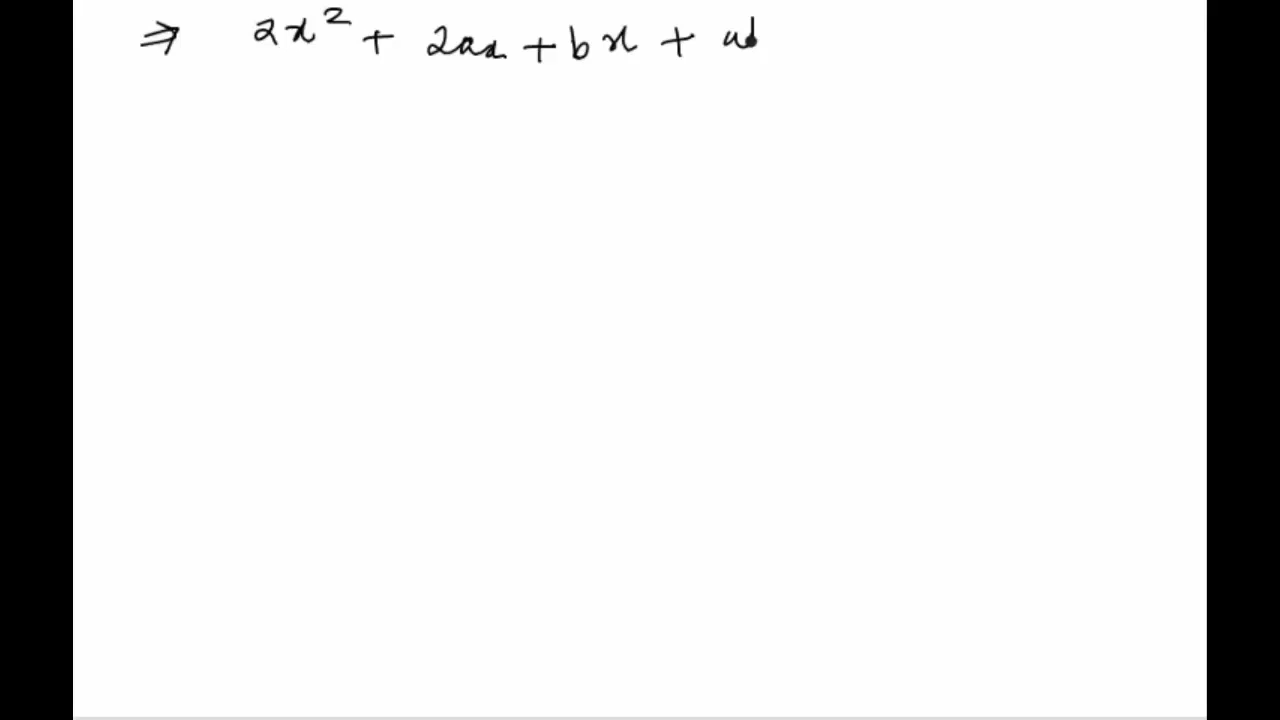 ⇒ 2x² + 2ax + bx + ab